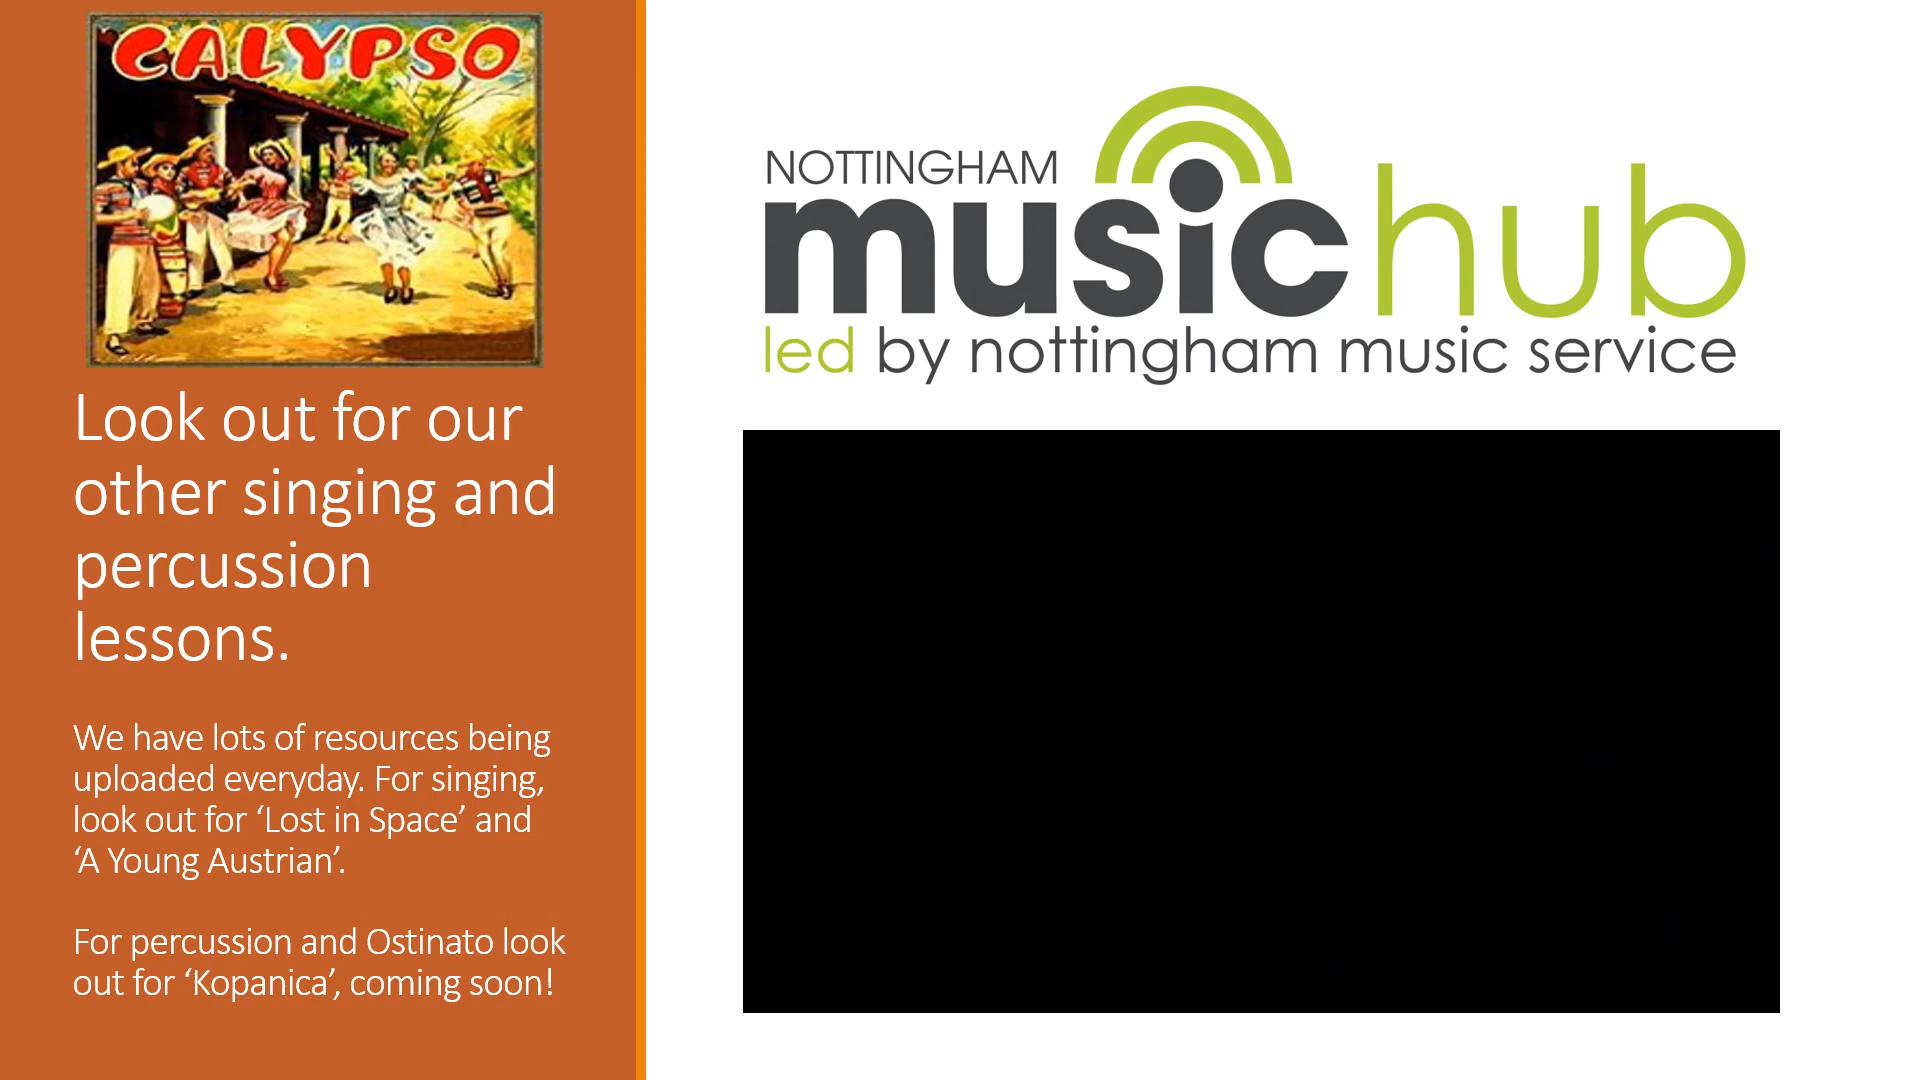 CALYPSO
Look out for our
other singing and
percussion
lessons.
We have lots of resources being
uploaded everyday. For singing,
look out for ‘Lost in Space’ and
‘A Young Austrian’.
For percussion and Ostinato look
out for ‘Kopanica’, coming soon!
NOTTINGHAM
musichub
led by nottingham music service